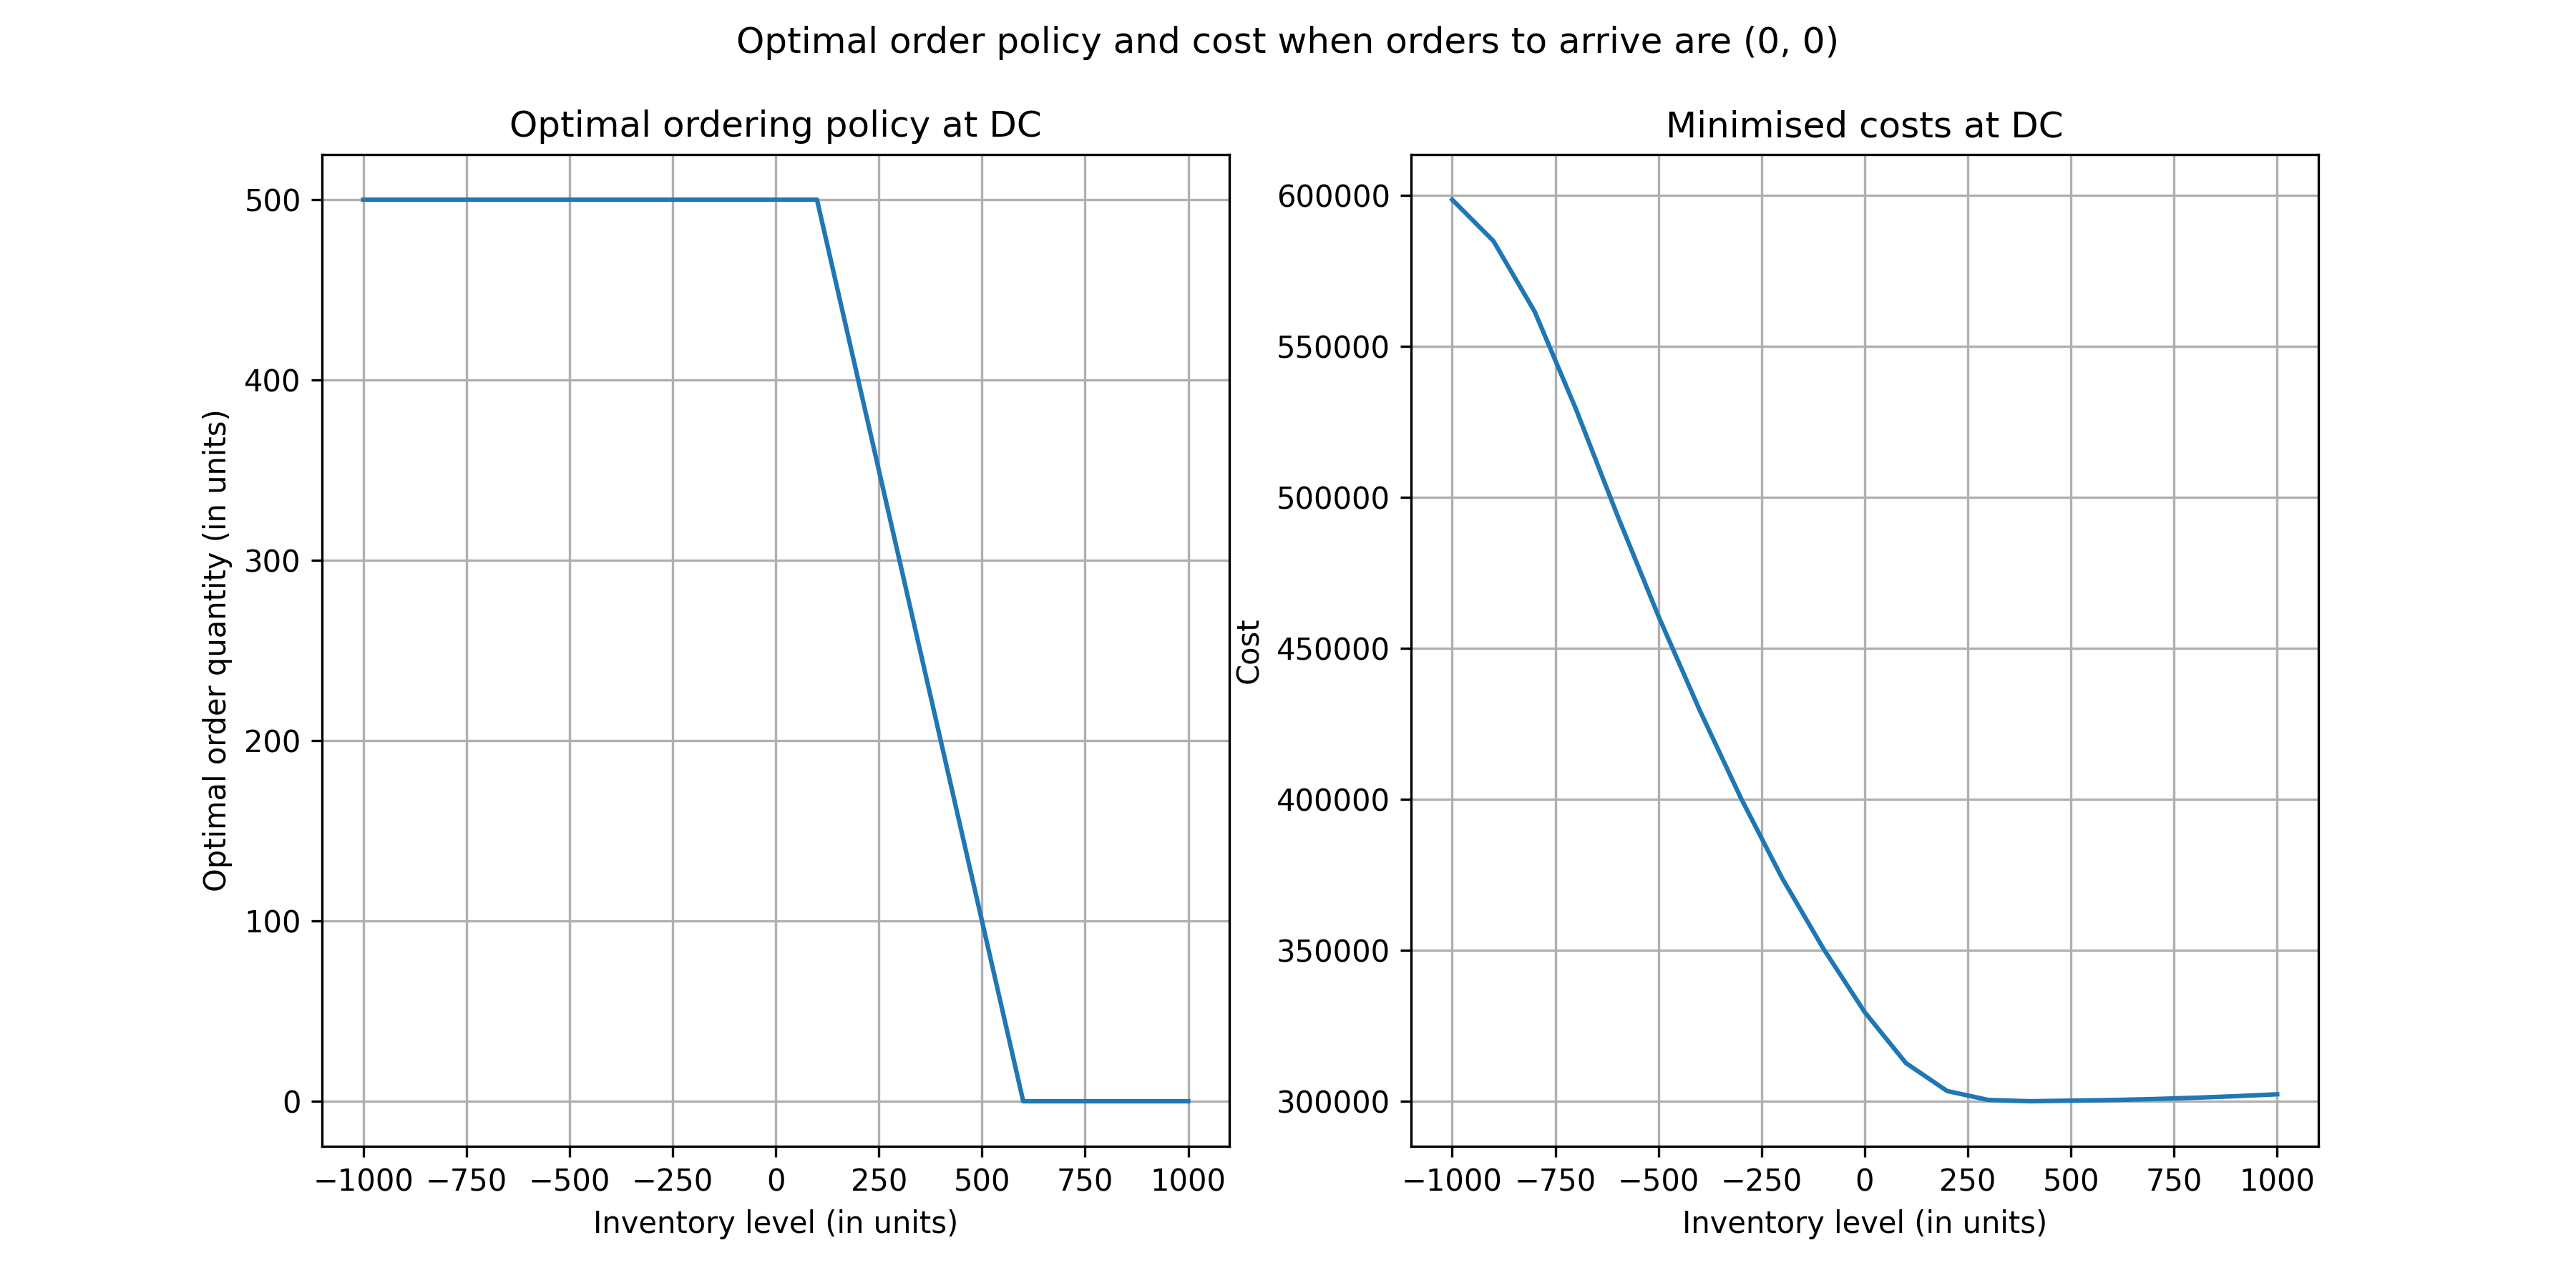 Optimal order policy and cost when orders to arrive are (0, 0)
Optimal ordering policy at DC
500
400
300
200
100
0
Optimal order quantity (in units)
−1000 −750 −500 −250 0 250 500 750 1000
Inventory level (in units)
Minimised costs at DC
600000
550000
500000
450000
400000
350000
300000
Cost
−1000 −750 −500 −250 0 250 500 750 1000
Inventory level (in units)